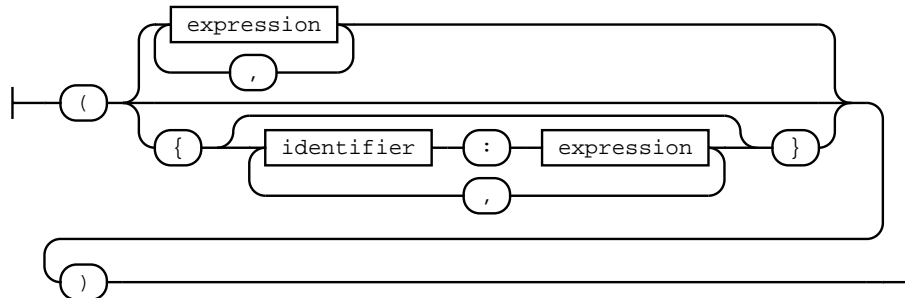 expression
,
(
{ identifier : expression }
,
)